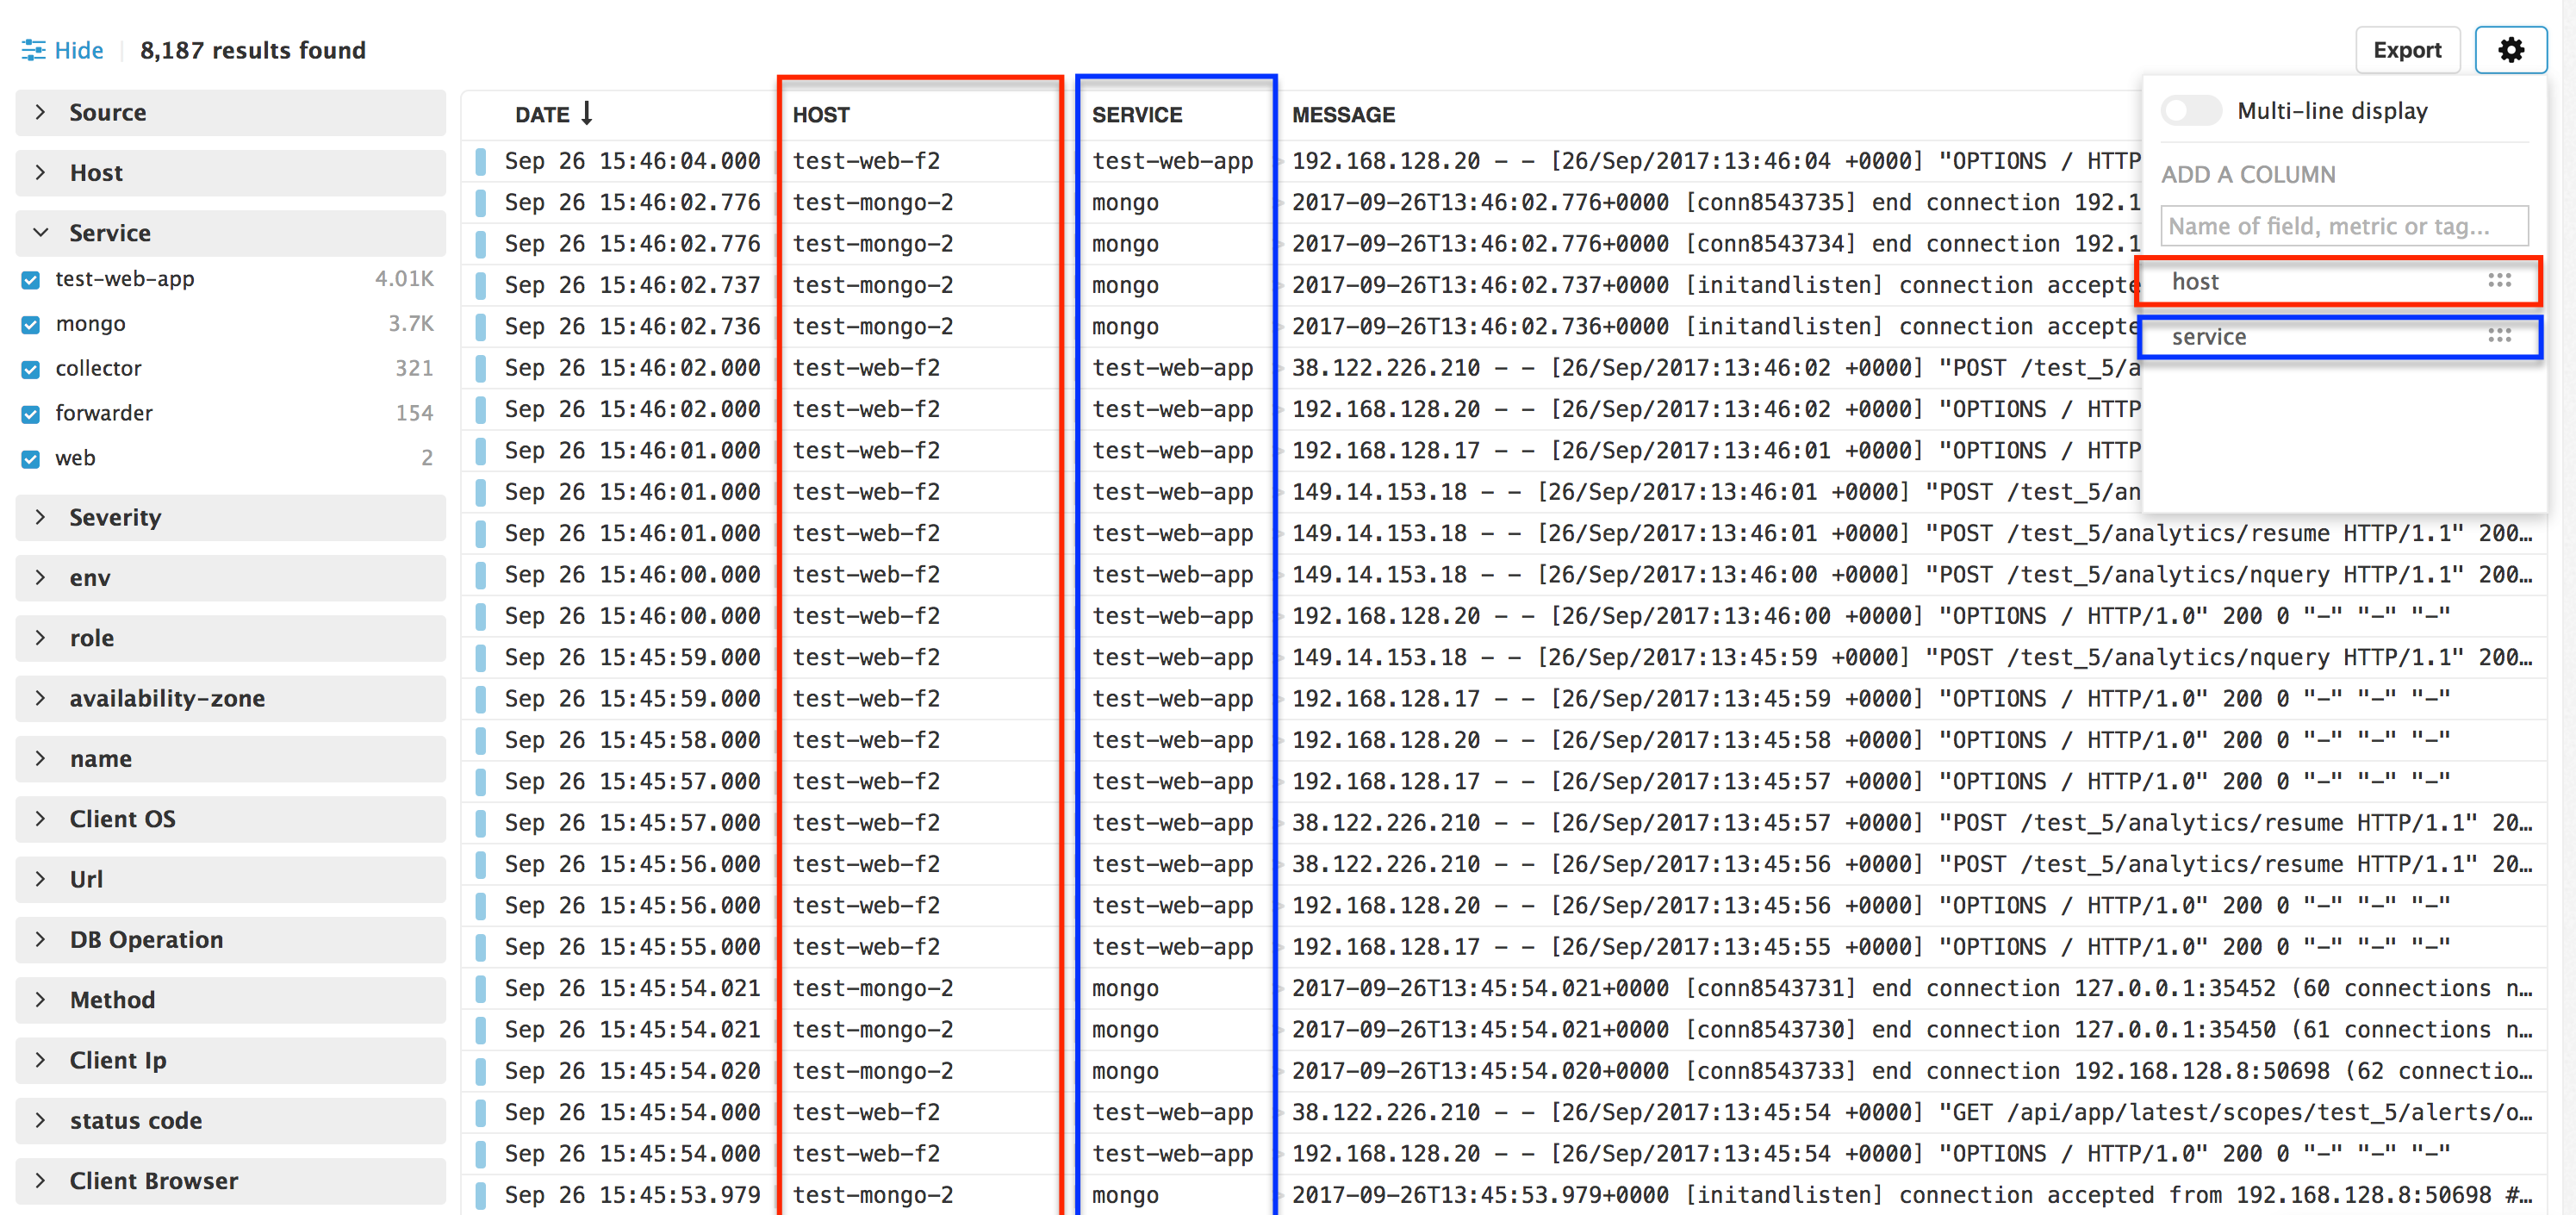 Hide 8,187 results found Export
Source
Host
Service
test-web-app 4.01K
mongo 3.7K
collector 321
forwarder 154
web 2
Severity
env
role
availability-zone
name
Client OS
Url
DB Operation
Method
Client Ip
status code
Client Browser
DATE ↓ HOST SERVICE MESSAGE
Sep 26 15:46:04.000 test-web-f2 test-web-app 192.168.128.20 - - [26/Sep/2017:13:46:04 +0000] "OPTIONS / HTTP
Sep 26 15:46:02.776 test-mongo-2 mongo 2017-09-26T13:46:02.776+0000 [conn8543735] end connection 192.1
Sep 26 15:46:02.776 test-mongo-2 mongo 2017-09-26T13:46:02.776+0000 [conn8543734] end connection 192.1
Sep 26 15:46:02.737 test-mongo-2 mongo 2017-09-26T13:46:02.737+0000 [initandlisten] connection accepte
Sep 26 15:46:02.736 test-mongo-2 mongo 2017-09-26T13:46:02.736+0000 [initandlisten] connection accepte
Sep 26 15:46:02.000 test-web-f2 test-web-app 38.122.226.210 - - [26/Sep/2017:13:46:02 +0000] "POST /test_5/a
Sep 26 15:46:02.000 test-web-f2 test-web-app 192.168.128.20 - - [26/Sep/2017:13:46:02 +0000] "OPTIONS / HTTP
Sep 26 15:46:01.000 test-web-f2 test-web-app 192.168.128.17 - - [26/Sep/2017:13:46:01 +0000] "OPTIONS / HTTP
Sep 26 15:46:01.000 test-web-f2 test-web-app 149.14.153.18 - - [26/Sep/2017:13:46:01 +0000] "POST /test_5/an
Sep 26 15:46:01.000 test-web-f2 test-web-app 149.14.153.18 - - [26/Sep/2017:13:46:01 +0000] "POST /test_5/analytics/resume HTTP/1.1" 200…
Sep 26 15:46:00.000 test-web-f2 test-web-app 149.14.153.18 - - [26/Sep/2017:13:46:00 +0000] "POST /test_5/analytics/nquery HTTP/1.1" 200…
Sep 26 15:46:00.000 test-web-f2 test-web-app 192.168.128.20 - - [26/Sep/2017:13:46:00 +0000] "OPTIONS / HTTP/1.0" 200 0 "-" "-" "-"
Sep 26 15:45:59.000 test-web-f2 test-web-app 149.14.153.18 - - [26/Sep/2017:13:45:59 +0000] "POST /test_5/analytics/nquery HTTP/1.1" 200…
Sep 26 15:45:59.000 test-web-f2 test-web-app 192.168.128.17 - - [26/Sep/2017:13:45:59 +0000] "OPTIONS / HTTP/1.0" 200 0 "-" "-" "-"
Sep 26 15:45:58.000 test-web-f2 test-web-app 192.168.128.20 - - [26/Sep/2017:13:45:58 +0000] "OPTIONS / HTTP/1.0" 200 0 "-" "-" "-"
Sep 26 15:45:57.000 test-web-f2 test-web-app 192.168.128.17 - - [26/Sep/2017:13:45:57 +0000] "OPTIONS / HTTP/1.0" 200 0 "-" "-" "-"
Sep 26 15:45:57.000 test-web-f2 test-web-app 38.122.226.210 - - [26/Sep/2017:13:45:57 +0000] "POST /test_5/analytics/resume HTTP/1.1" 20…
Sep 26 15:45:56.000 test-web-f2 test-web-app 38.122.226.210 - - [26/Sep/2017:13:45:56 +0000] "POST /test_5/analytics/resume HTTP/1.1" 20…
Sep 26 15:45:56.000 test-web-f2 test-web-app 192.168.128.20 - - [26/Sep/2017:13:45:56 +0000] "OPTIONS / HTTP/1.0" 200 0 "-" "-" "-"
Sep 26 15:45:55.000 test-web-f2 test-web-app 192.168.128.17 - - [26/Sep/2017:13:45:55 +0000] "OPTIONS / HTTP/1.0" 200 0 "-" "-" "-"
Sep 26 15:45:54.021 test-mongo-2 mongo 2017-09-26T13:45:54.021+0000 [conn8543731] end connection 127.0.0.1:35452 (60 connections n…
Sep 26 15:45:54.021 test-mongo-2 mongo 2017-09-26T13:45:54.021+0000 [conn8543730] end connection 127.0.0.1:35450 (61 connections n…
Sep 26 15:45:54.020 test-mongo-2 mongo 2017-09-26T13:45:54.020+0000 [conn8543733] end connection 192.168.128.8:50698 (62 connectio…
Sep 26 15:45:54.000 test-web-f2 test-web-app 38.122.226.210 - - [26/Sep/2017:13:45:54 +0000] "GET /api/app/latest/scopes/test_5/alerts/o…
Sep 26 15:45:54.000 test-web-f2 test-web-app 192.168.128.20 - - [26/Sep/2017:13:45:54 +0000] "OPTIONS / HTTP/1.0" 200 0 "-" "-" "-"
Sep 26 15:45:53.979 test-mongo-2 mongo 2017-09-26T13:45:53.979+0000 [initandlisten] connection accepted from 192.168.128.8:50698 #…
Multi-line display
ADD A COLUMN
Name of field, metric or tag...
host
service